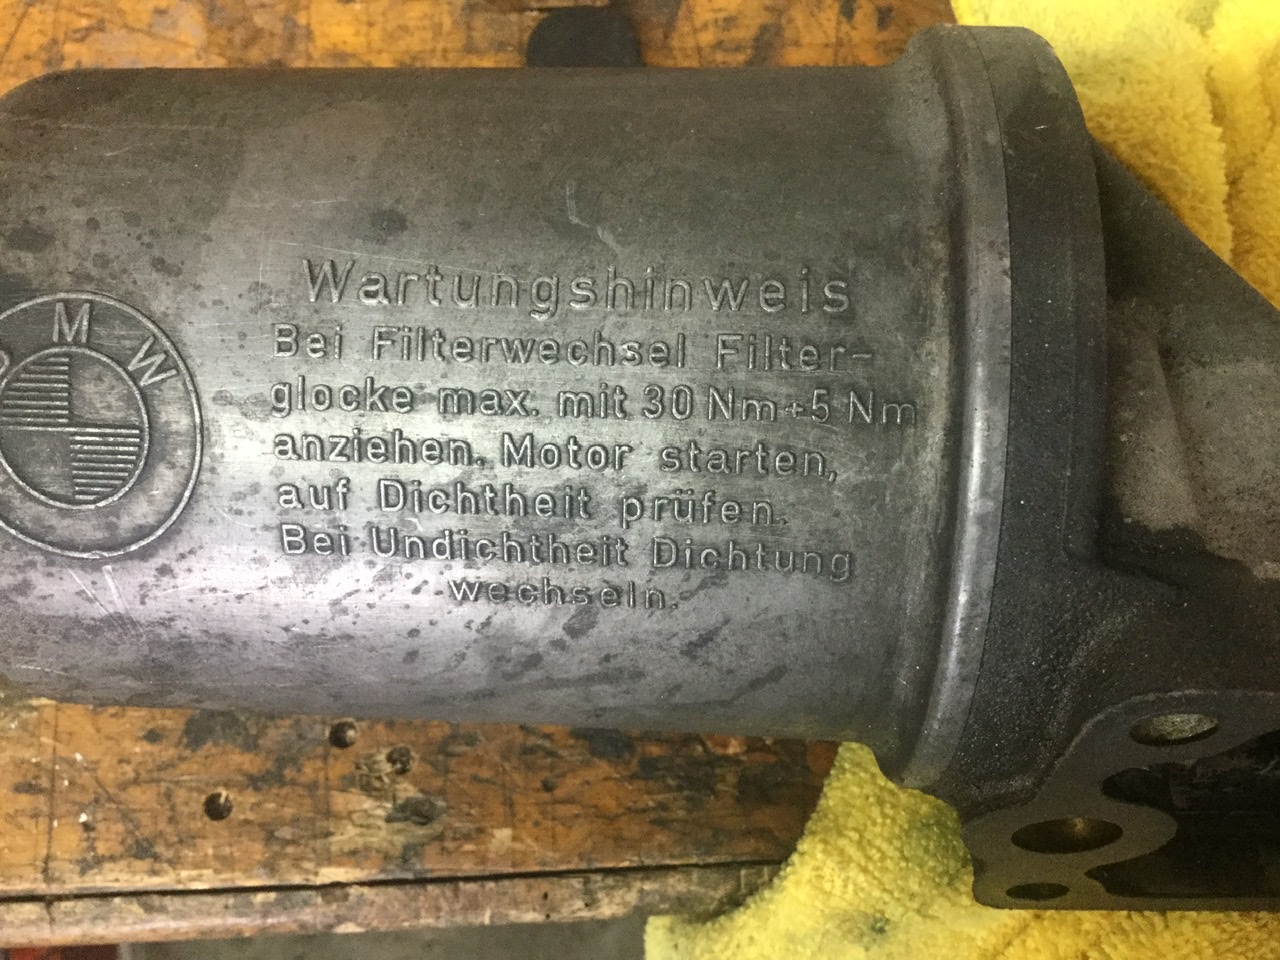 BMW
Wartungshinweis
Bei Filterwechsel Filter-
glocke max. mit 30 Nm+5 Nm
anziehen. Motor starten,
auf Dichtheit prüfen.
Bei Undichtheit Dichtung
wechseln.